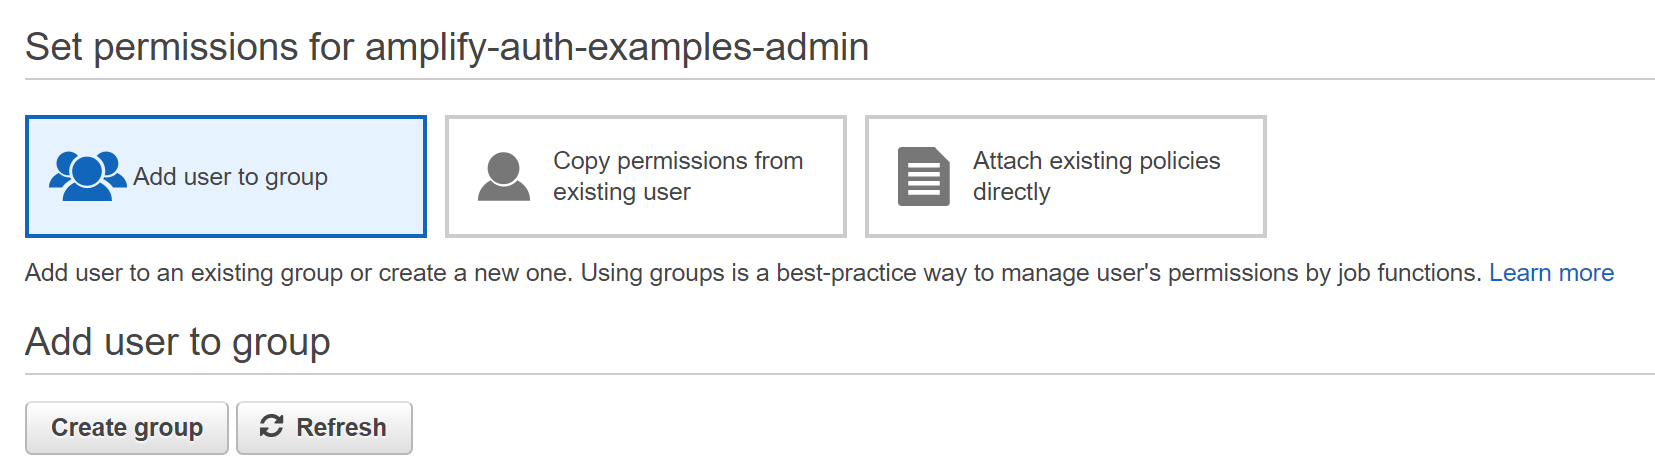 Set permissions for amplify-auth-examples-admin
Add user to group
Copy permissions from
existing user
Attach existing policies
directly
Add user to an existing group or create a new one. Using groups is a best-practice way to manage user's permissions by job functions. Learn more
Add user to group
Create group
Refresh